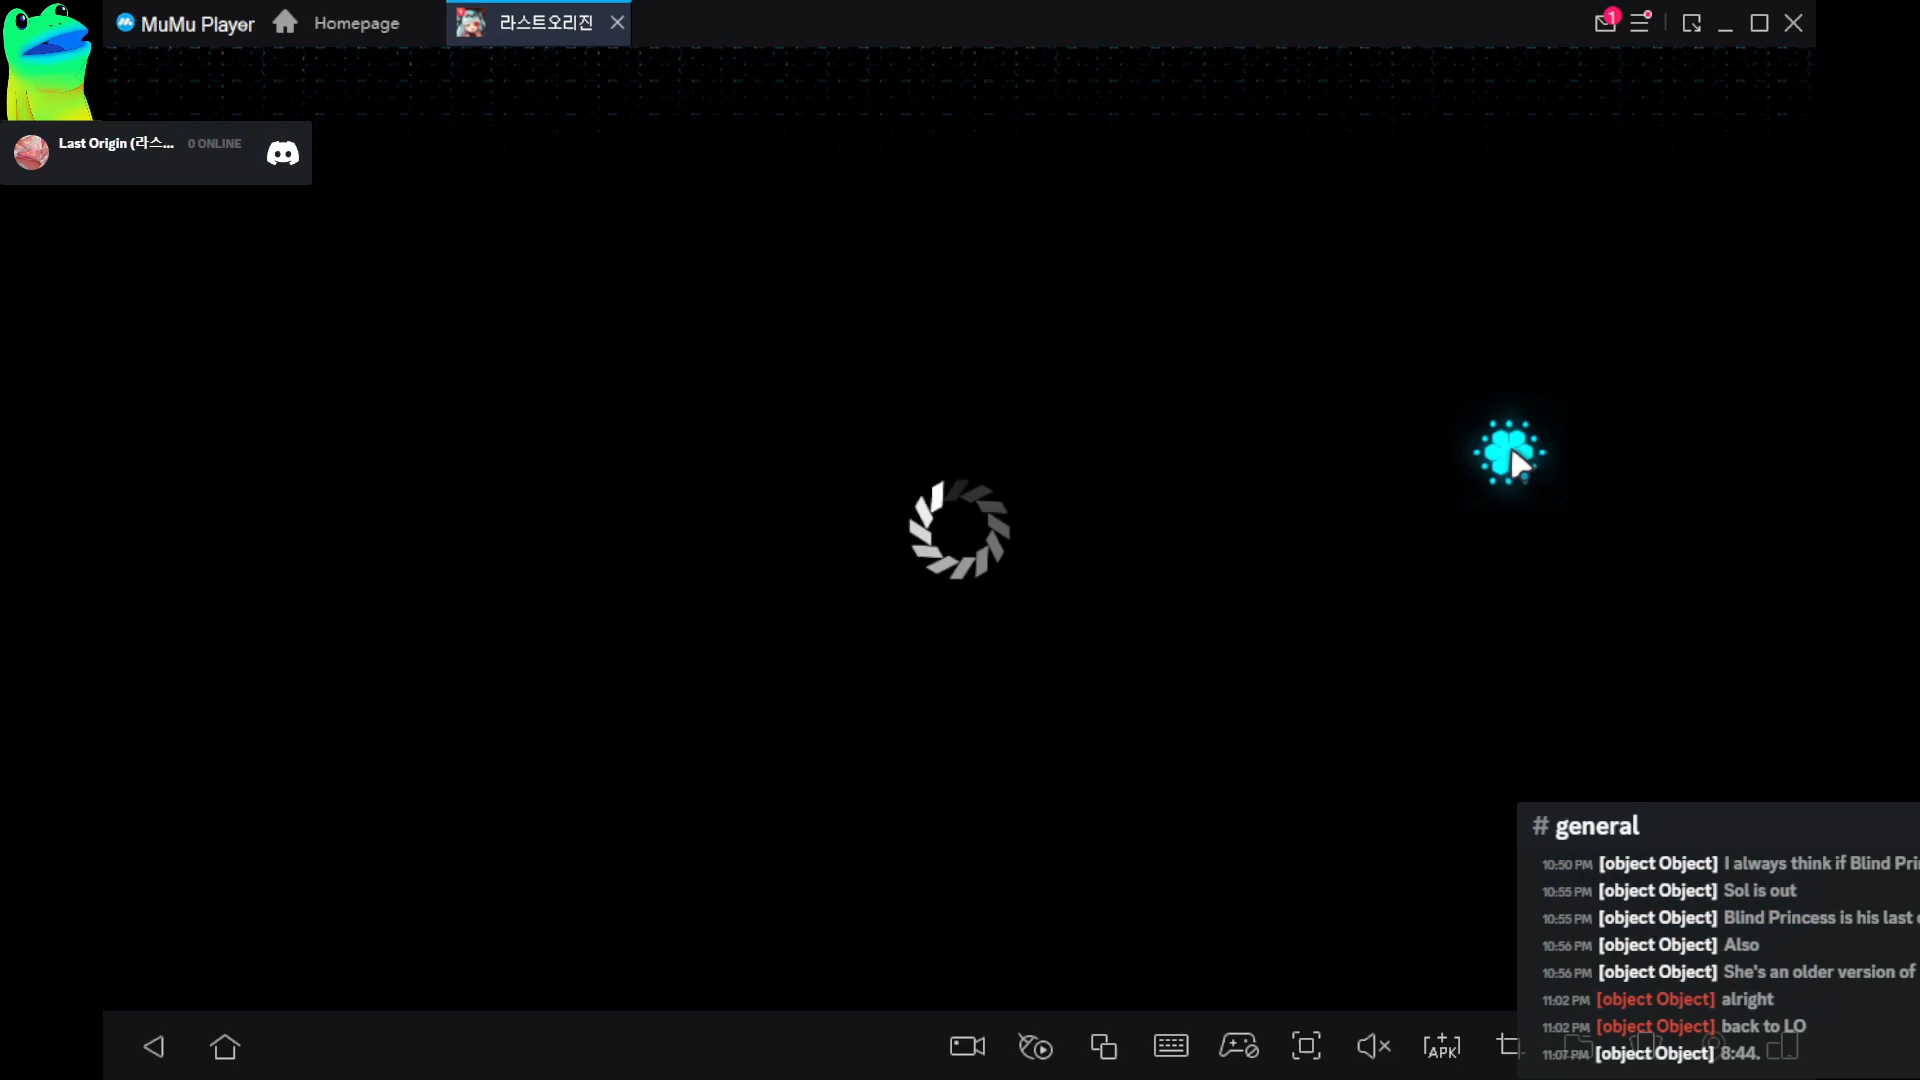 MuMu Player
Homepage
라스트오리진
1
Last Origin (라스... 0 ONLINE
# general
10:50 PM [object Object] I always think if Blind Pri
10:55 PM [object Object] Sol is out
10:55 PM [object Object] Blind Princess is his last
10:56 PM [object Object] Also
10:56 PM [object Object] She's an older version of
11:02 PM [object Object] alright
11:02 PM [object Object] back to LO
11:07 PM [object Object] 8:44.
APK